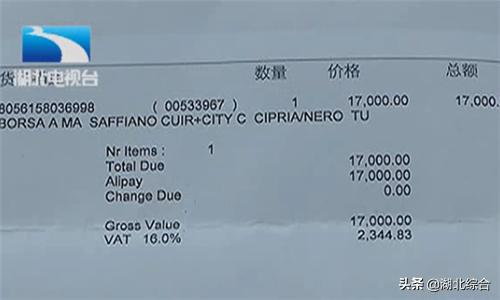 湖北电视台
货
数量 价格 总额
8056158036998 ( 00533967 ) 1 17,000.00 17,000.
BORSA A MA SAFFIANO CUIR+CITY C CIPRIA/NERO TU
Nr Items : 1
Total Due 17,000.00
Alipay 17,000.00
Change Due 0.00
Gross Value 17,000.00
VAT 16.0% 2,344.83
头条 @湖北综合